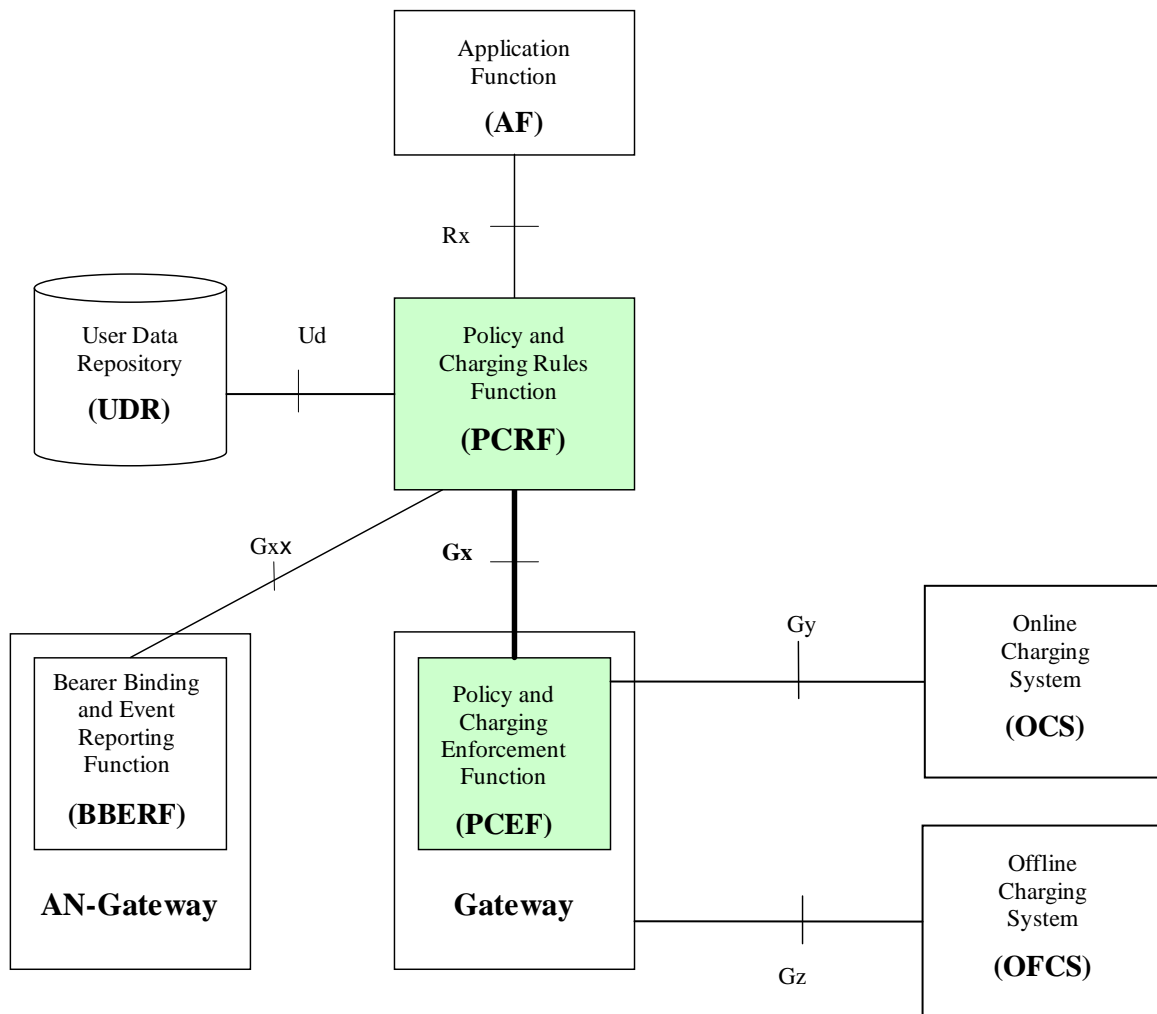 Application
Function
(AF)
Rx
User Data
Repository
(UDR)
Ud
Policy and
Charging Rules
Function
(PCRF)
Gxx
Gx
Bearer Binding
and Event
Reporting
Function
(BBERF)
AN-Gateway
Policy and
Charging
Enforcement
Function
(PCEF)
Gateway
Gy
Online
Charging
System
(OCS)
Gz
Offline
Charging
System
(OFCS)